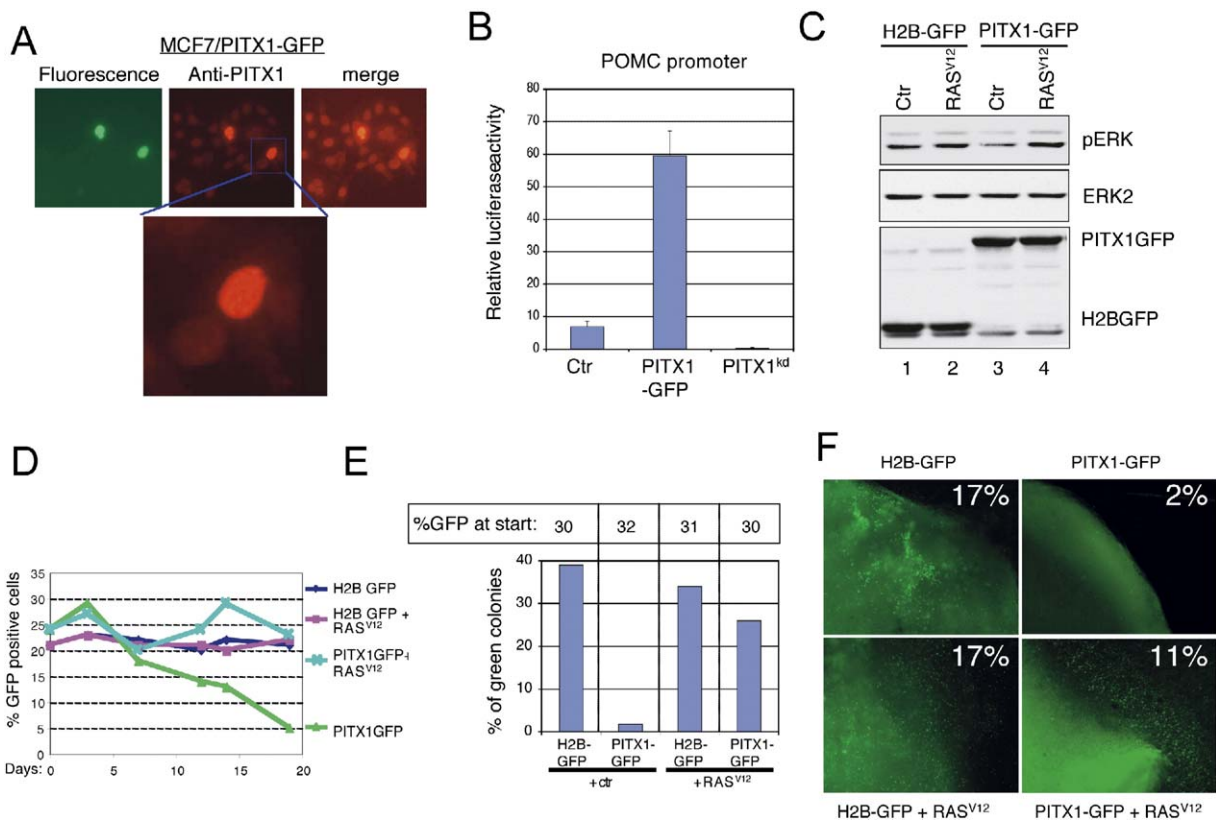 A
MCF7/PITX1-GFP
Fluorescence Anti-PITX1 merge
B
POMC promoter
Relative luciferaseactivity
80
70
60
50
40
30
20
10
0
Ctr PITX1 -GFP PITX1kd
C
H2B-GFP PITX1-GFP
Ctr RASV12 Ctr RASV12
pERK
ERK2
PITX1GFP
H2BGFP
1 2 3 4
D
% GFP positive cells
35
30
25
20
15
10
5
0
Days: 0 5 10 15 20
H2B GFP
H2B GFP +
RASV12
PITX1GFP+
RASV12
PITX1GFP
E
%GFP at start: 30 32 31 30
% of green colonies
40
30
20
10
0
H2B- PITX1- H2B- PITX1-
GFP GFP GFP GFP
+ctr +RASV12
F
H2B-GFP PITX1-GFP
17% 2%
17% 11%
H2B-GFP + RASV12 PITX1-GFP + RASV12